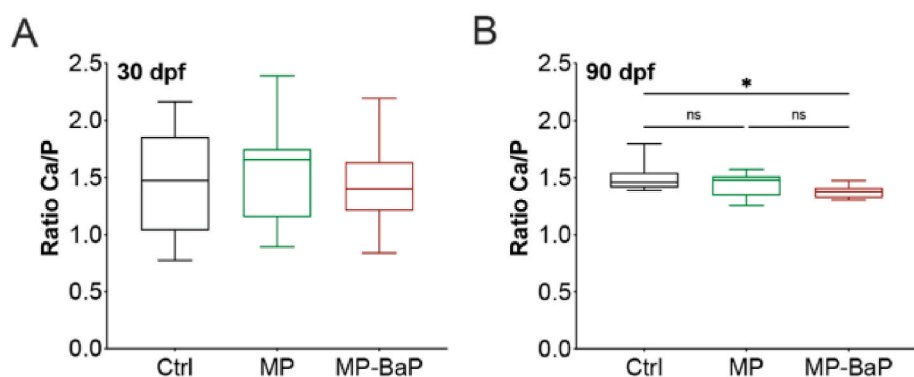 A
30 dpf
Ratio Ca/P
2.5
2.0
1.5
1.0
0.5
0.0
Ctrl MP MP-BaP
B
90 dpf
Ratio Ca/P
2.5
2.0
1.5
1.0
0.5
0.0
*
ns ns
Ctrl MP MP-BaP